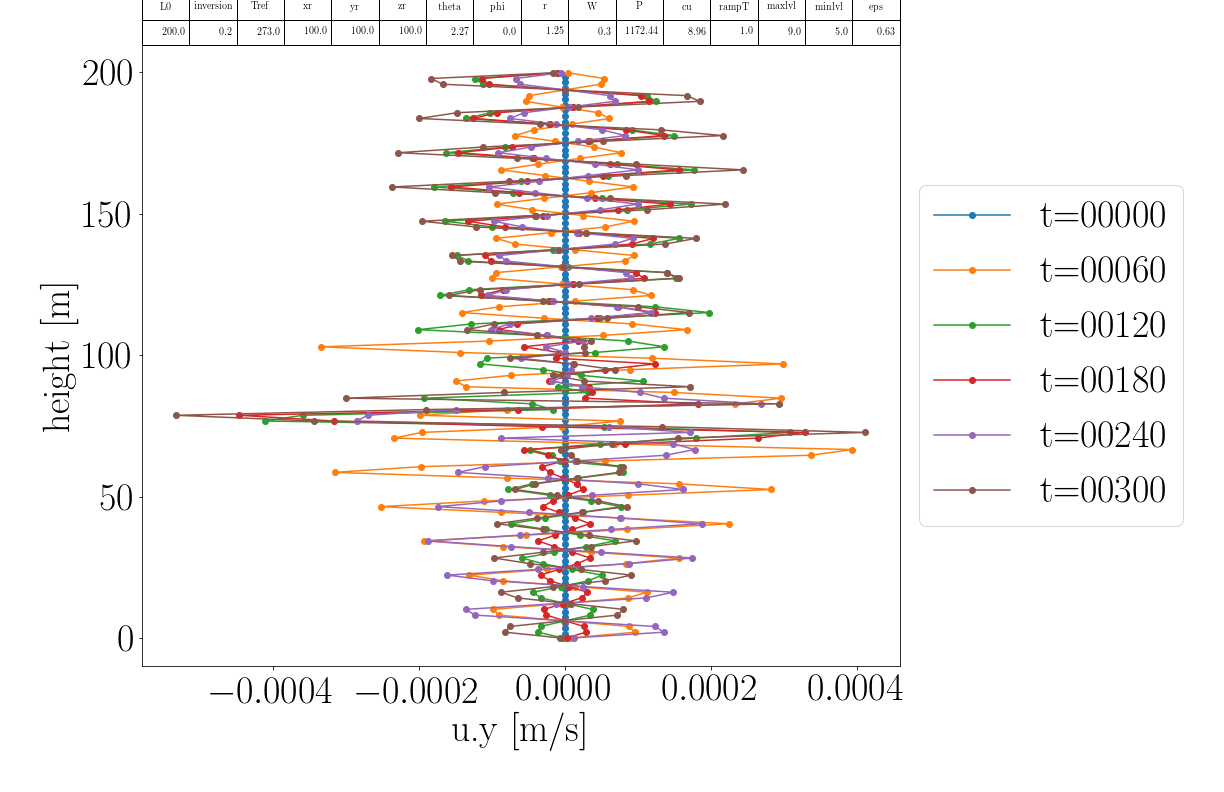 L0 inversion Tref xr yr zr theta phi r W P cu rampT maxlvl minlvl eps
200.0 0.2 273.0 100.0 100.0 100.0 2.27 0.0 1.25 0.3 1172.44 8.96 1.0 9.0 5.0 0.63
200
150
100
50
0
height [m]
−0.0004 −0.0002 0.0000 0.0002 0.0004
u.y [m/s]
t=00000
t=00060
t=00120
t=00180
t=00240
t=00300